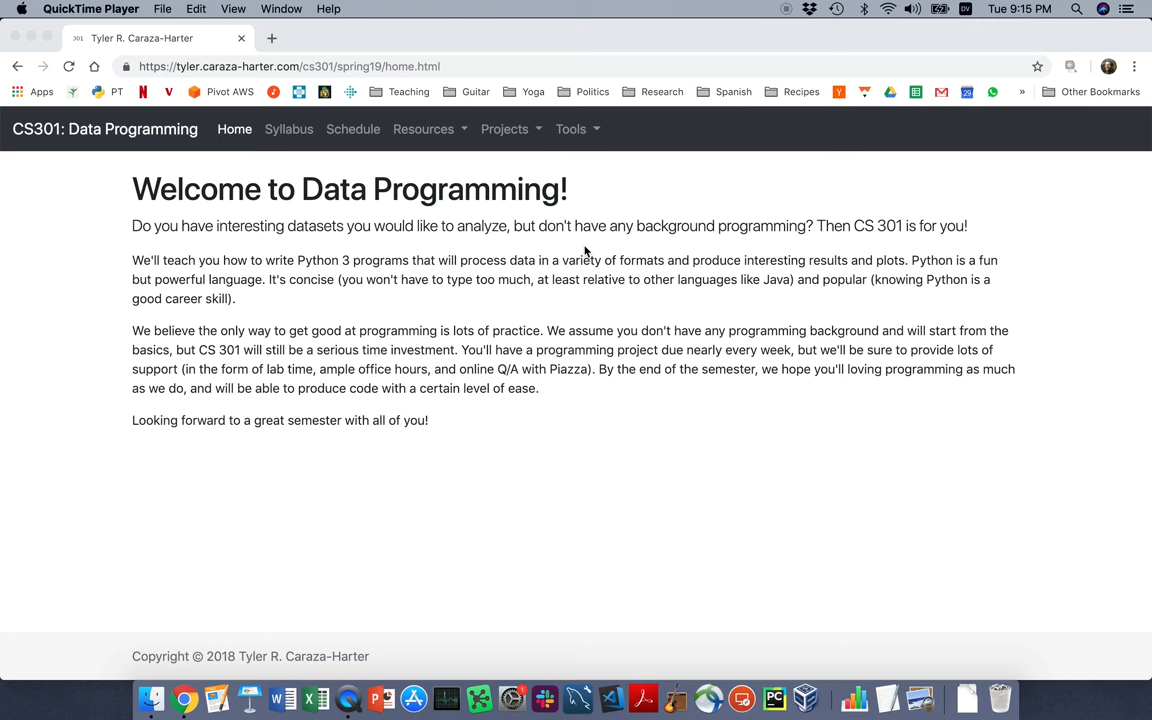 QuickTime Player File Edit View Window Help DV Tue 9:15 PM
301 Tyler R. Caraza-Harter
https://tyler.caraza-harter.com/cs301/spring19/home.html
Apps PT Pivot AWS Teaching Guitar Yoga Politics Research Spanish Recipes 29 » Other Bookmarks
CS301: Data Programming Home Syllabus Schedule Resources Projects Tools
Welcome to Data Programming!
Do you have interesting datasets you would like to analyze, but don't have any background programming? Then CS 301 is for you!
We'll teach you how to write Python 3 programs that will process data in a variety of formats and produce interesting results and plots. Python is a fun
but powerful language. It's concise (you won't have to type too much, at least relative to other languages like Java) and popular (knowing Python is a
good career skill).
We believe the only way to get good at programming is lots of practice. We assume you don't have any programming background and will start from the
basics, but CS 301 will still be a serious time investment. You'll have a programming project due nearly every week, but we'll be sure to provide lots of
support (in the form of lab time, ample office hours, and online Q/A with Piazza). By the end of the semester, we hope you'll loving programming as much
as we do, and will be able to produce code with a certain level of ease.
Looking forward to a great semester with all of you!
Copyright © 2018 Tyler R. Caraza-Harter